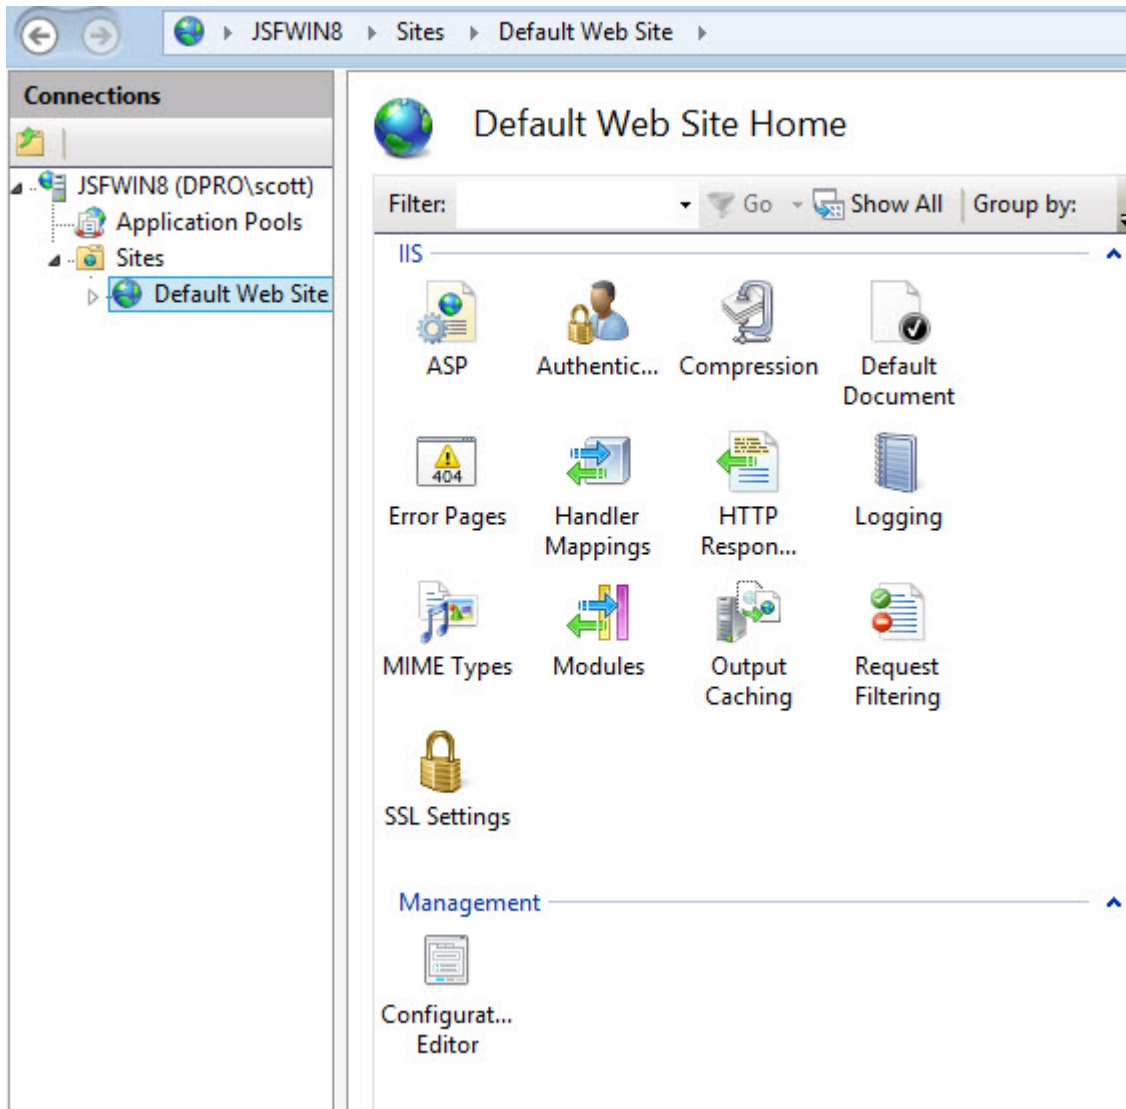 JSFWIN8 Sites Default Web Site
Connections
JSFWIN8 (DPRO\scott)
Application Pools
Sites
Default Web Site
Default Web Site Home
Filter: Go Show All Group by:
IIS
ASP
Authentic...
Compression
Default
Document
404
Error Pages
Handler
Mappings
HTTP
Respon...
Logging
MIME Types
Modules
Output
Caching
Request
Filtering
SSL Settings
Management
Configurat...
Editor